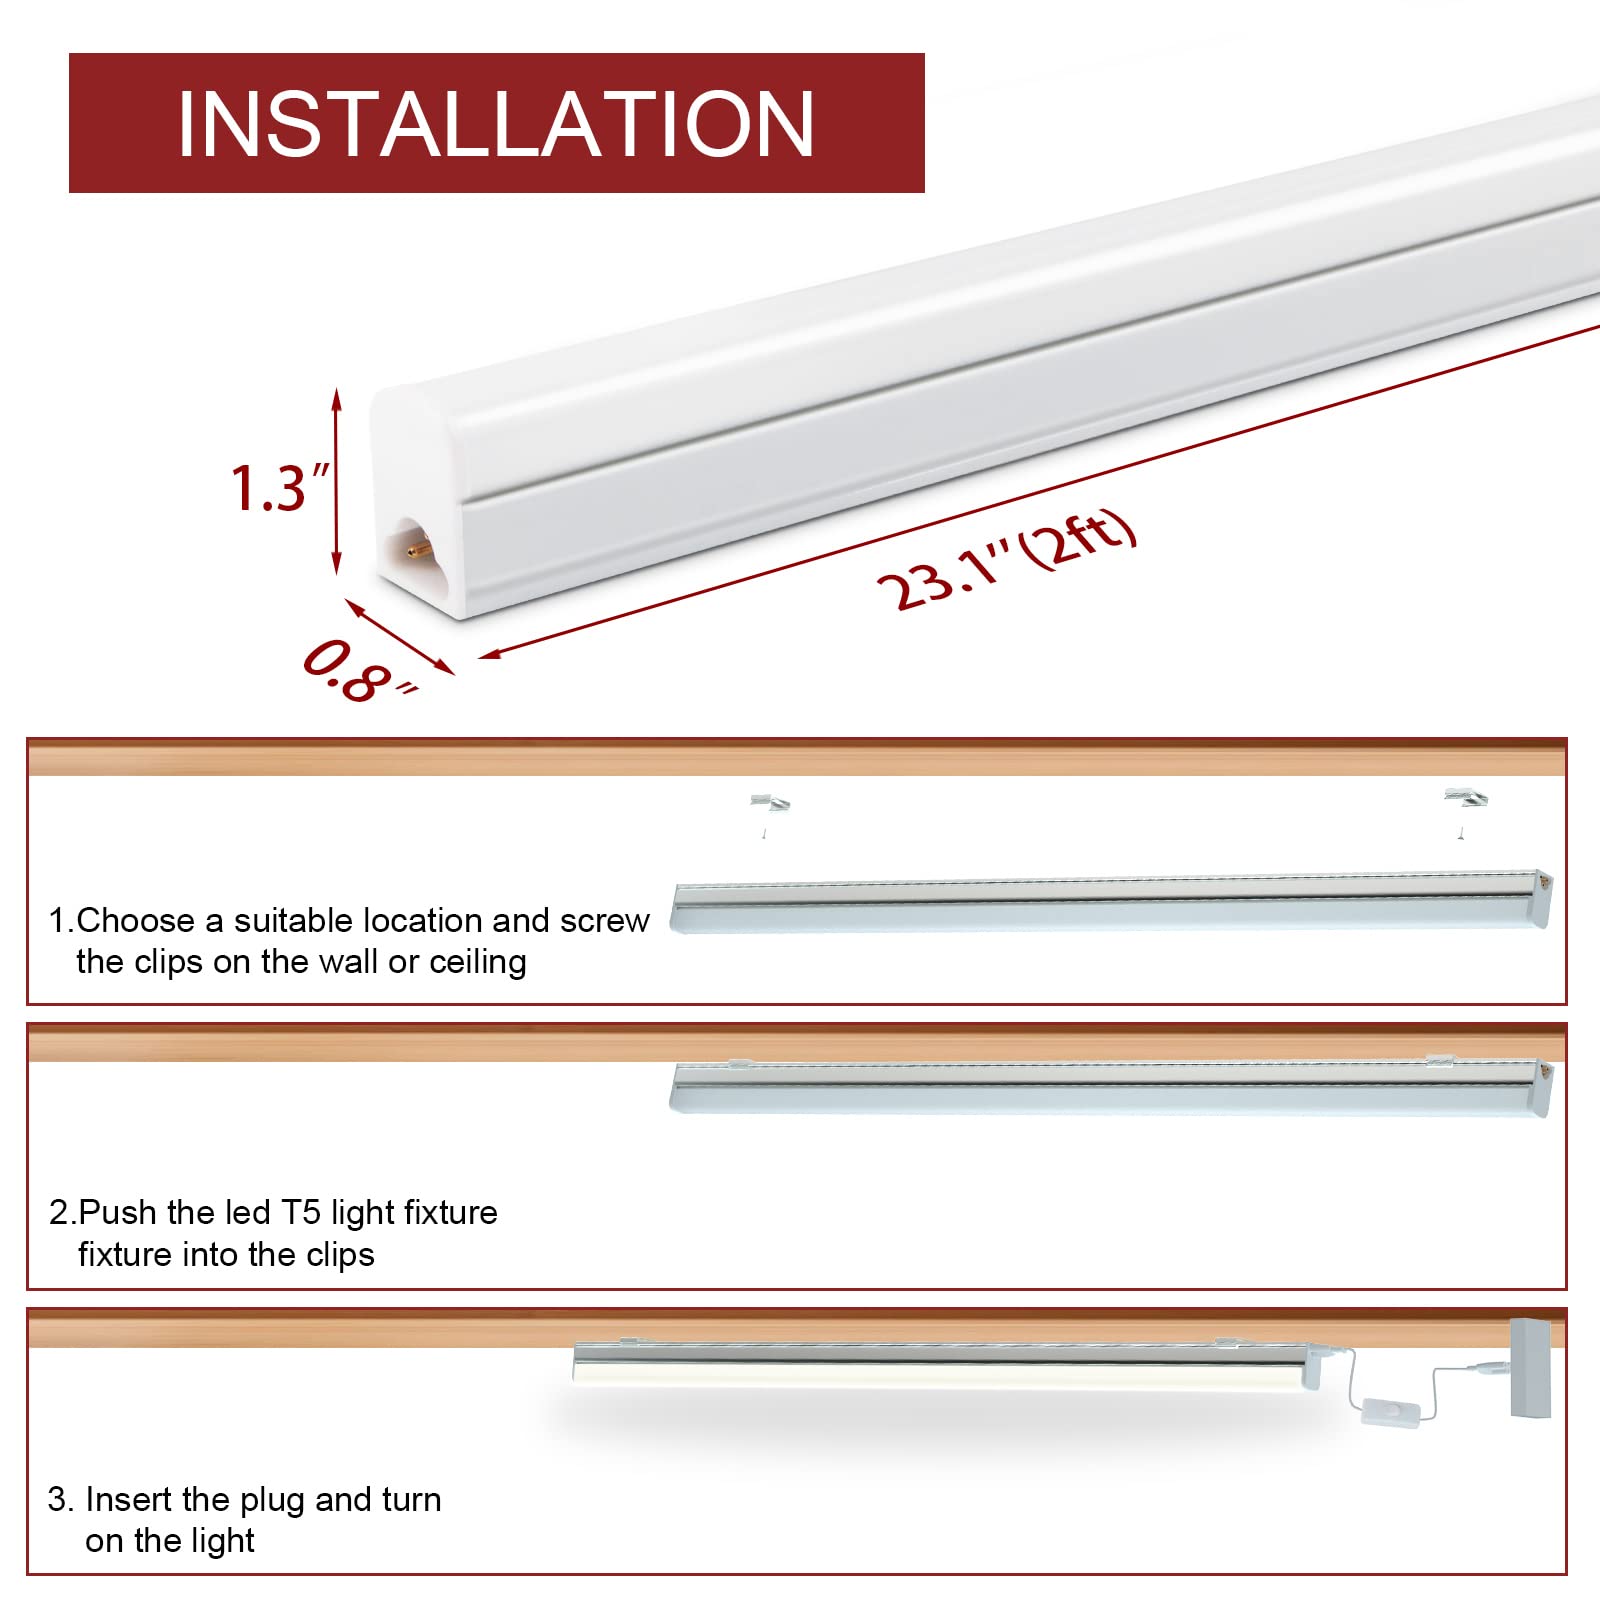 INSTALLATION
1.3"
0.8"
23.1"(2ft)
1.Choose a suitable location and screw
the clips on the wall or ceiling
2.Push the led T5 light fixture
fixture into the clips
3. Insert the plug and turn
on the light